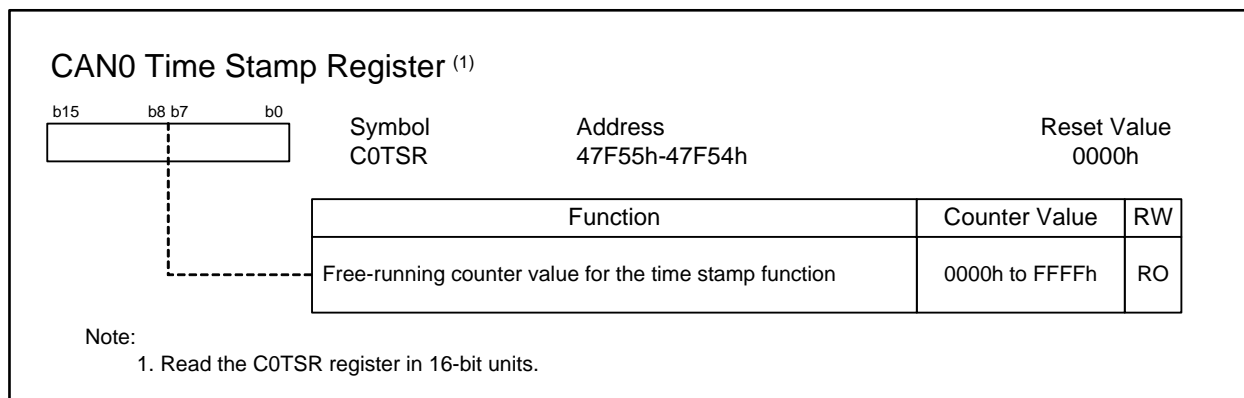 CAN0 Time Stamp Register (1)
b15 b8 b7 b0
Symbol Address Reset Value
C0TSR 47F55h-47F54h 0000h
Function Counter Value RW
Free-running counter value for the time stamp function 0000h to FFFFh RO
Note:
1. Read the C0TSR register in 16-bit units.